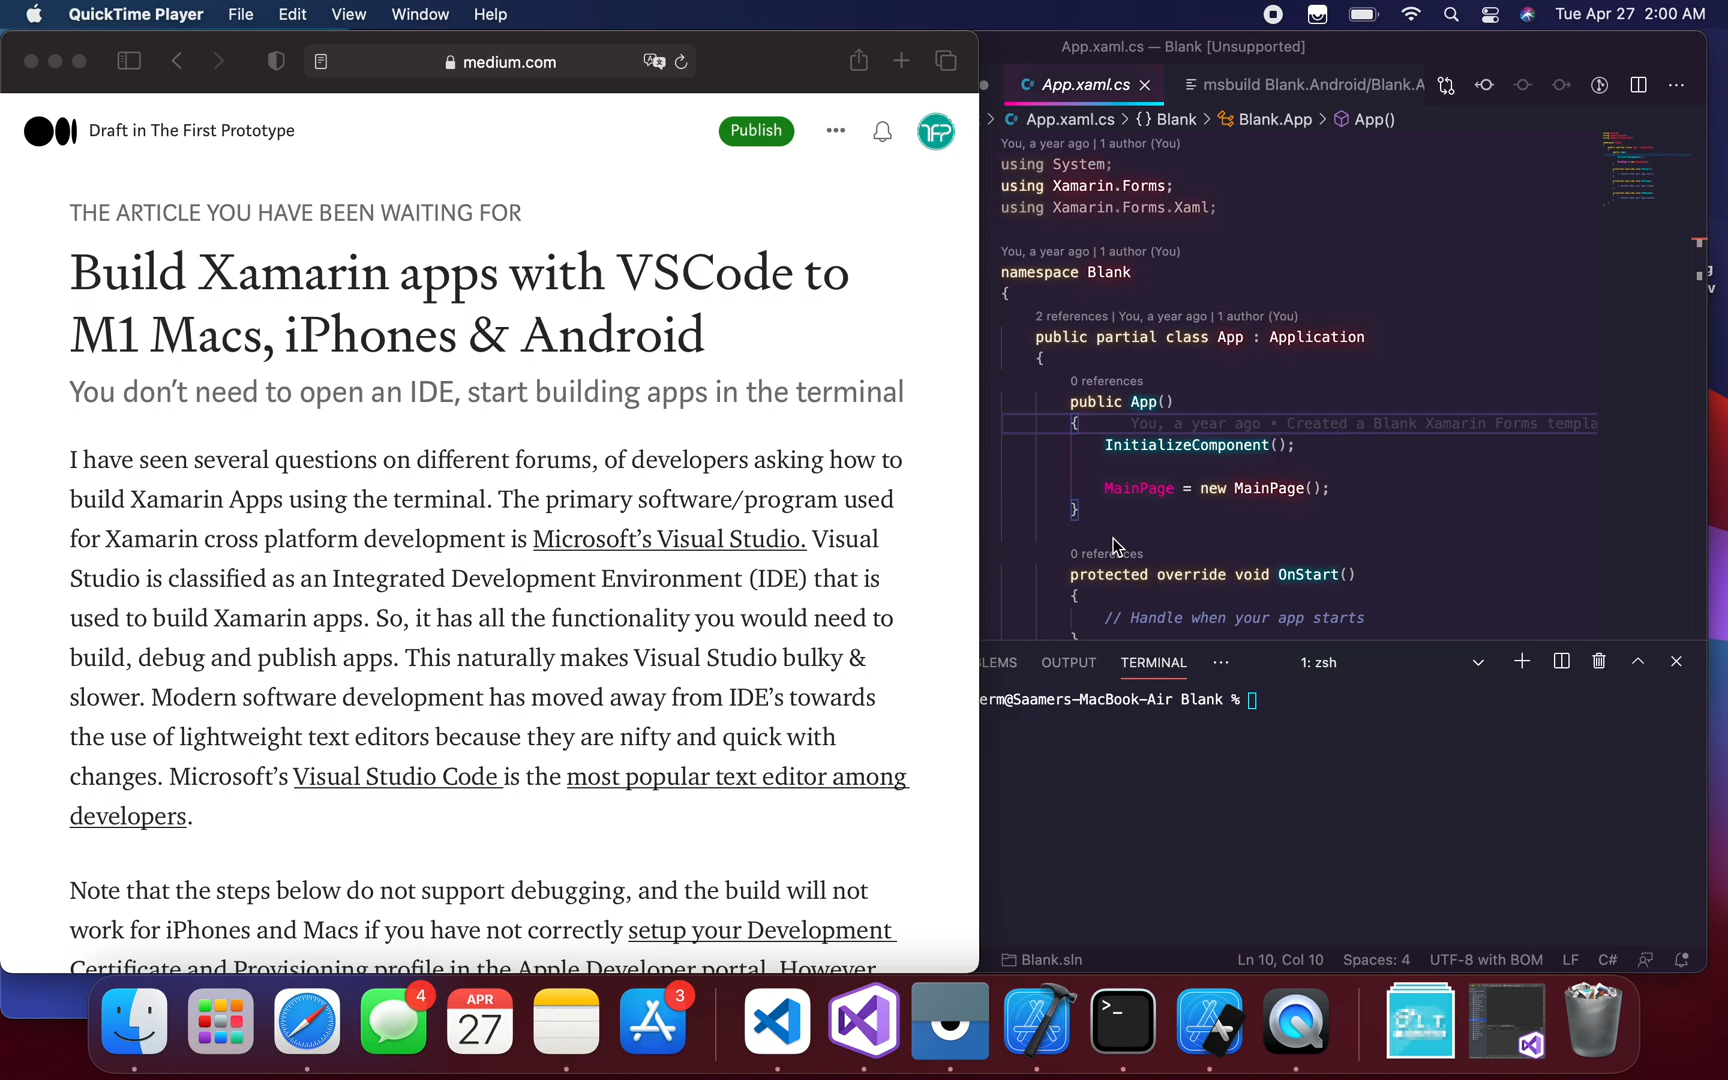 QuickTime Player File Edit View Window Help
Tue Apr 27 2:00 AM
medium.com
Draft in The First Prototype
Publish
TFP
THE ARTICLE YOU HAVE BEEN WAITING FOR
Build Xamarin apps with VSCode to
M1 Macs, iPhones & Android
You don’t need to open an IDE, start building apps in the terminal
I have seen several questions on different forums, of developers asking how to
build Xamarin Apps using the terminal. The primary software/program used
for Xamarin cross platform development is Microsoft’s Visual Studio. Visual
Studio is classified as an Integrated Development Environment (IDE) that is
used to build Xamarin apps. So, it has all the functionality you would need to
build, debug and publish apps. This naturally makes Visual Studio bulky &
slower. Modern software development has moved away from IDE’s towards
the use of lightweight text editors because they are nifty and quick with
changes. Microsoft’s Visual Studio Code is the most popular text editor among
developers.
Note that the steps below do not support debugging, and the build will not
work for iPhones and Macs if you have not correctly setup your Development
Certificate and Provisioning profile in the Apple Developer portal. However
App.xaml.cs — Blank [Unsupported]
App.xaml.cs
msbuild Blank.Android/Blank.A
App.xaml.cs > {} Blank > Blank.App > App()
You, a year ago | 1 author (You)
using System;
using Xamarin.Forms;
using Xamarin.Forms.Xaml;
You, a year ago | 1 author (You)
namespace Blank
{
2 references | You, a year ago | 1 author (You)
public partial class App : Application
{
0 references
public App()
{ You, a year ago • Created a Blank Xamarin Forms templa
InitializeComponent();
MainPage = new MainPage();
}
0 references
protected override void OnStart()
{
// Handle when your app starts
}
LEMS OUTPUT TERMINAL ··· 1: zsh
erm@Saamers-MacBook-Air Blank %
Blank.sln
Ln 10, Col 10 Spaces: 4 UTF-8 with BOM LF C#
4
APR
27
3
>_